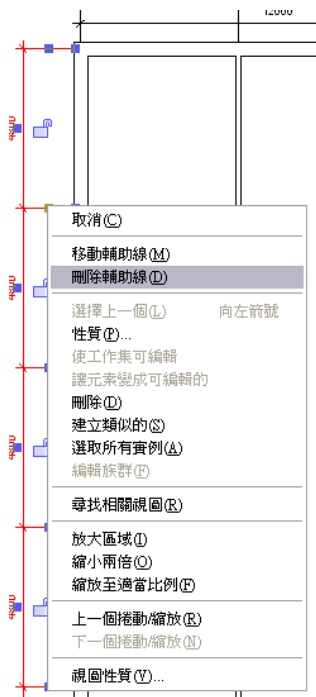 12000
4800
取消(C)
移動輔助線(M)
刪除輔助線(D)
選擇上一個(L) 向左箭號
性質(P)...
使工作集可編輯
讓元素變成可編輯的
刪除(D)
建立類似的(S)
選取所有實例(A)
編輯族群(F)
尋找相關視圖(R)
放大區域(I)
縮小兩倍(O)
縮放至適當比例(F)
上一個捲動/縮放(R)
下一個捲動/縮放(N)
視圖性質(V)...
4800
4800
4800